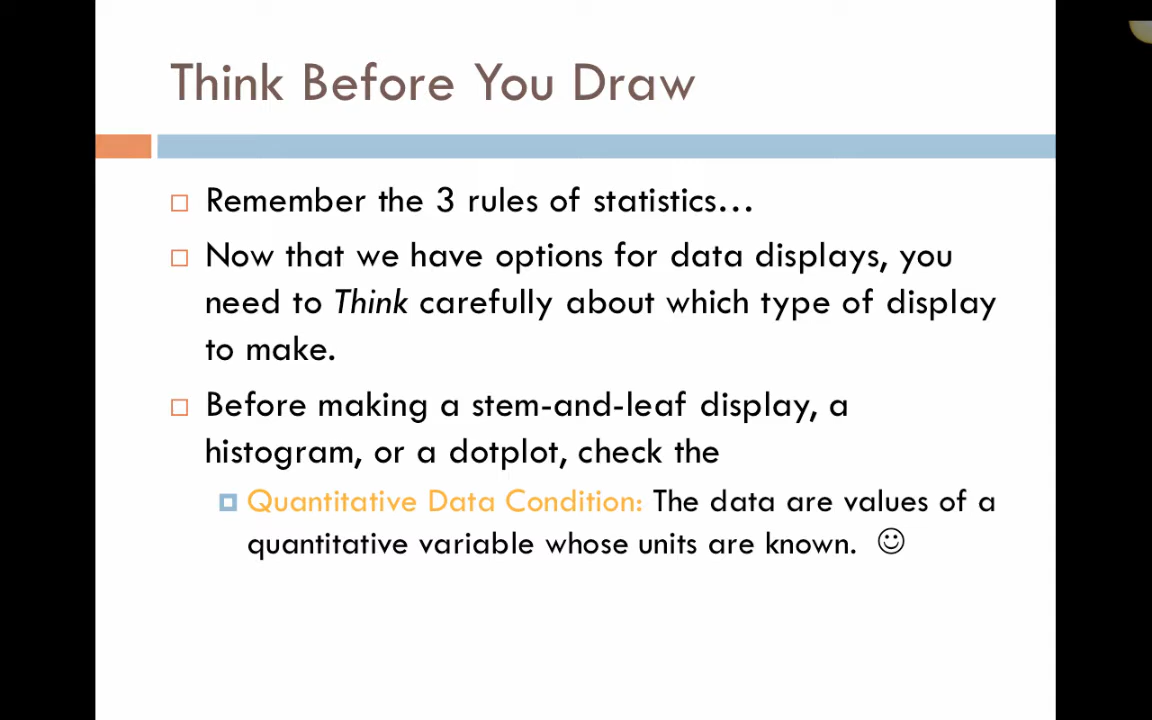 Think Before You Draw
Remember the 3 rules of statistics…
Now that we have options for data displays, you
need to Think carefully about which type of display
to make.
Before making a stem-and-leaf display, a
histogram, or a dotplot, check the
Quantitative Data Condition: The data are values of a
quantitative variable whose units are known. ☺